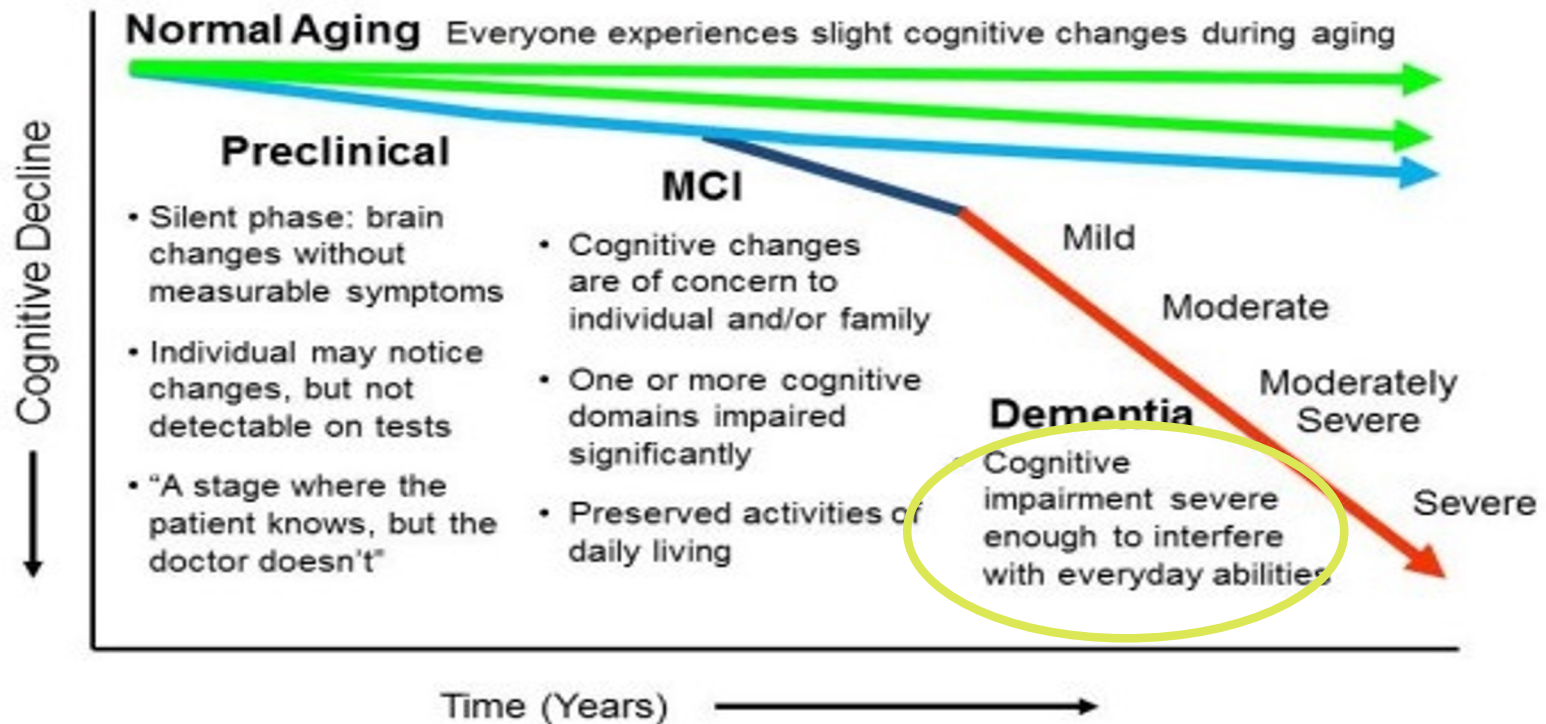 Normal Aging Everyone experiences slight cognitive changes during aging
Cognitive Decline
Preclinical
• Silent phase: brain
changes without
measurable symptoms
• Individual may notice
changes, but not
detectable on tests
• “A stage where the
patient knows, but the
doctor doesn't”
MCI
• Cognitive changes
are of concern to
individual and/or family
• One or more cognitive
domains impaired
significantly
• Preserved activities of
daily living
Dementia
• Cognitive
impairment severe
enough to interfere
with everyday abilities
Mild
Moderate
Moderately
Severe
Severe
Time (Years)